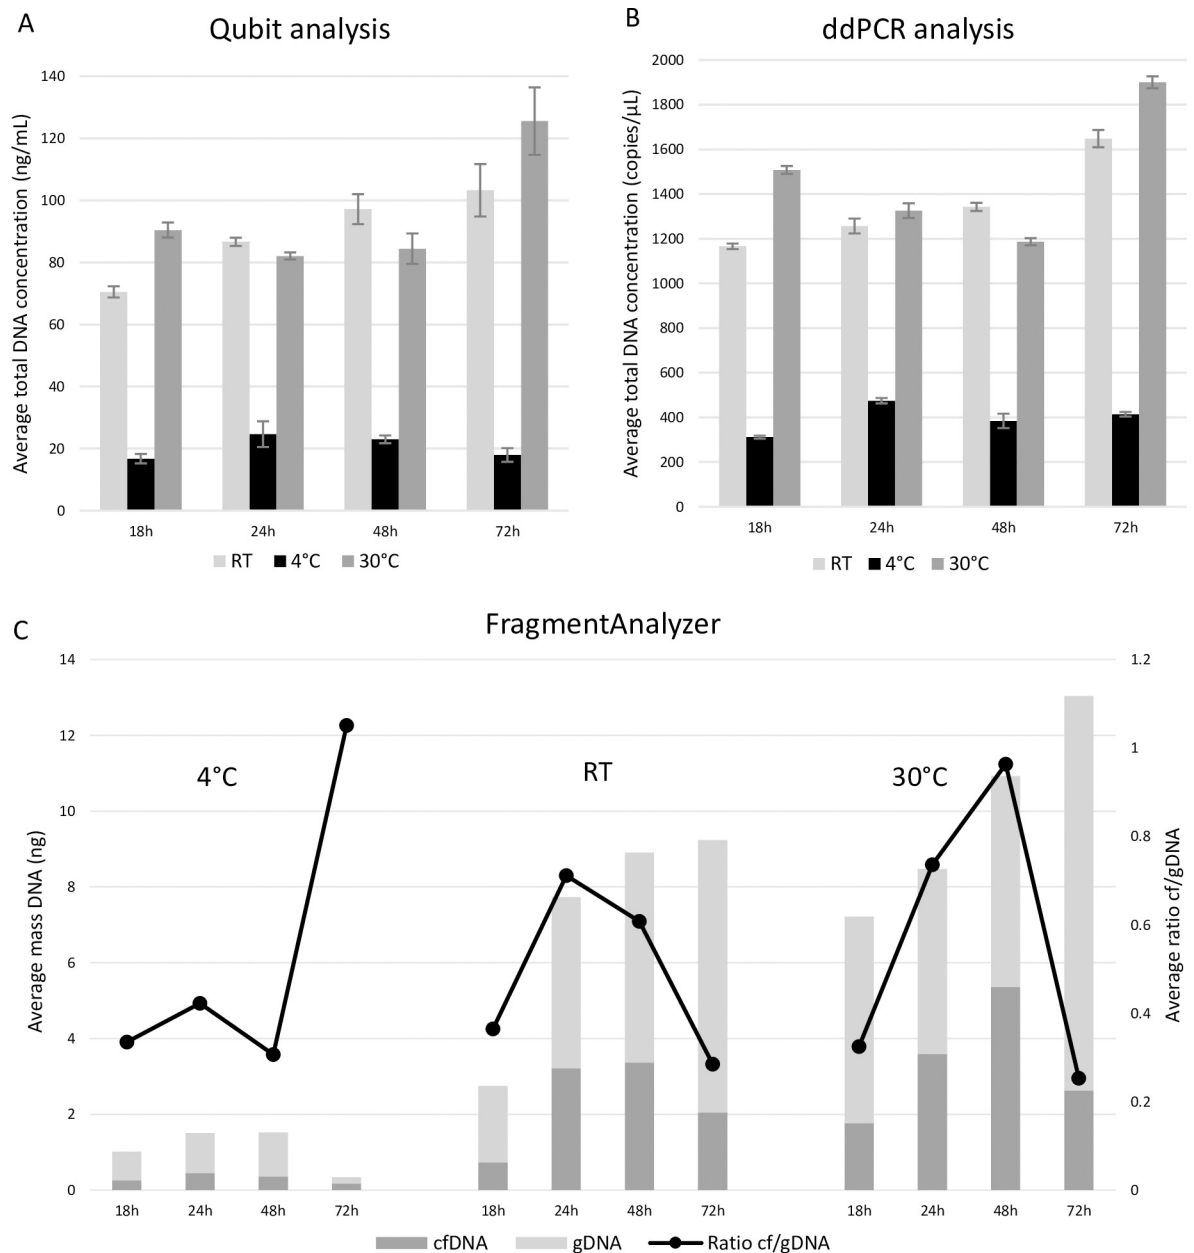 A
Qubit analysis
Average total DNA concentration (ng/mL)
140
120
100
80
60
40
20
0
18h 24h 48h 72h
RT 4°C 30°C
B
ddPCR analysis
Average total DNA concentration (copies/µL)
2000
1800
1600
1400
1200
1000
800
600
400
200
0
18h 24h 48h 72h
RT 4°C 30°C
C
FragmentAnalyzer
Average mass DNA (ng)
14
12
10
8
6
4
2
0
4°C RT 30°C
1.2
1
0.8
0.6
0.4
0.2
0
Average ratio cf/gDNA
18h 24h 48h 72h 18h 24h 48h 72h 18h 24h 48h 72h
cfDNA gDNA Ratio cf/gDNA